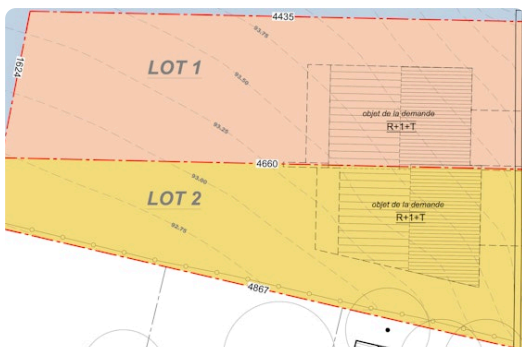 4435
93.75
LOT 1
1624
93.50
objet de la demande
R+1+T
93.25
4660
93.00
LOT 2
objet de la demande
R+1+T
92.75
4867